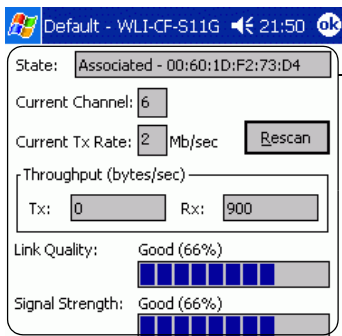 Default - WLI-CF-S11G 21:50 ok
State: Associated - 00:60:1D:F2:73:D4
Current Channel: 6
Current Tx Rate: 2 Mb/sec Rescan
Throughput (bytes/sec)
Tx: 0 Rx: 900
Link Quality: Good (66%)
Signal Strength: Good (66%)